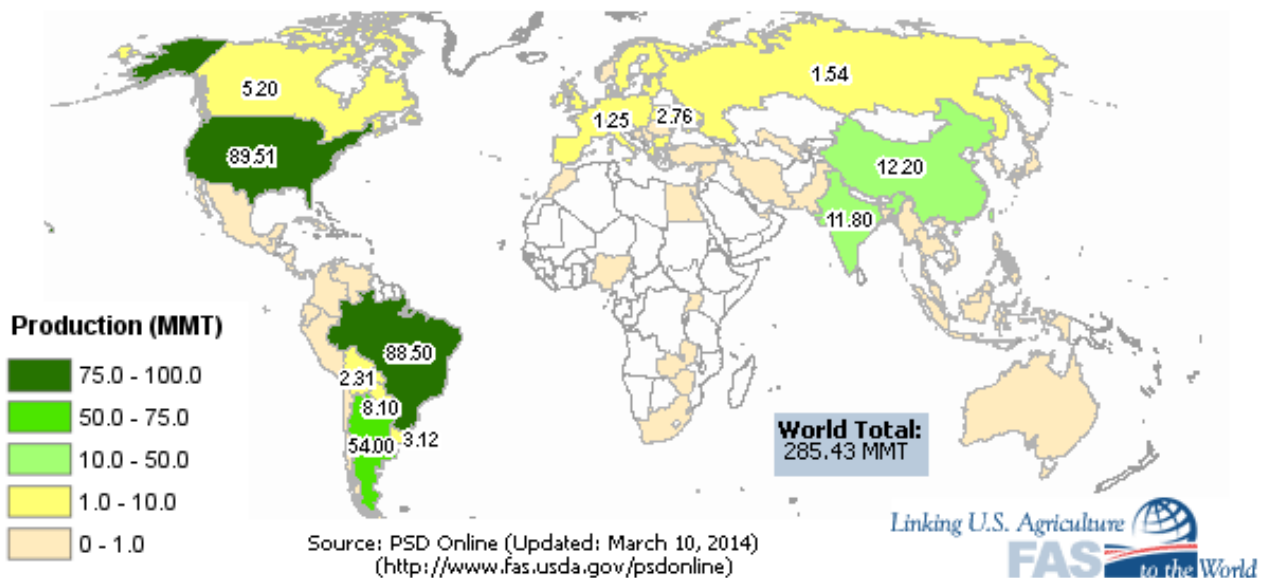 5.20
1.54
1.25
2.76
89.51
12.20
11.80
88.50
2.31
8.10
3.12
54.00
Production (MMT)
75.0 - 100.0
50.0 - 75.0
10.0 - 50.0
1.0 - 10.0
0 - 1.0
World Total:
285.43 MMT
Source: PSD Online (Updated: March 10, 2014)
(http://www.fas.usda.gov/psdonline)
Linking U.S. Agriculture
FAS to the World